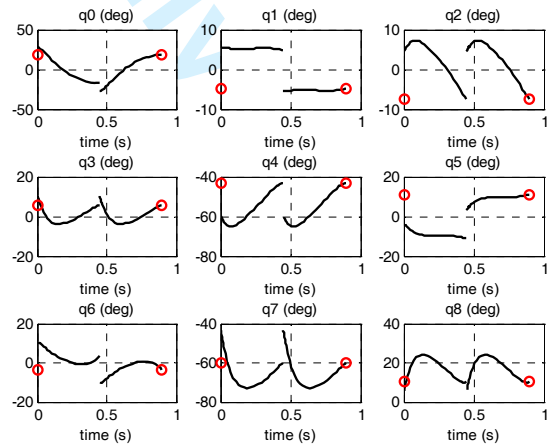 q0 (deg) q1 (deg) q2 (deg)
50 10 10
0 0 0
-50 -10 -10
0 0.5 1 0 0.5 1 0 0.5 1
time (s) time (s) time (s)
q3 (deg) q4 (deg) q5 (deg)
20 -40 20
0 -60 0
-20 -80 -20
0 0.5 1 0 0.5 1 0 0.5 1
time (s) time (s) time (s)
q6 (deg) q7 (deg) q8 (deg)
20 -40 40
0 -60 20
-20 -80 0
0 0.5 1 0 0.5 1 0 0.5 1
time (s) time (s) time (s)